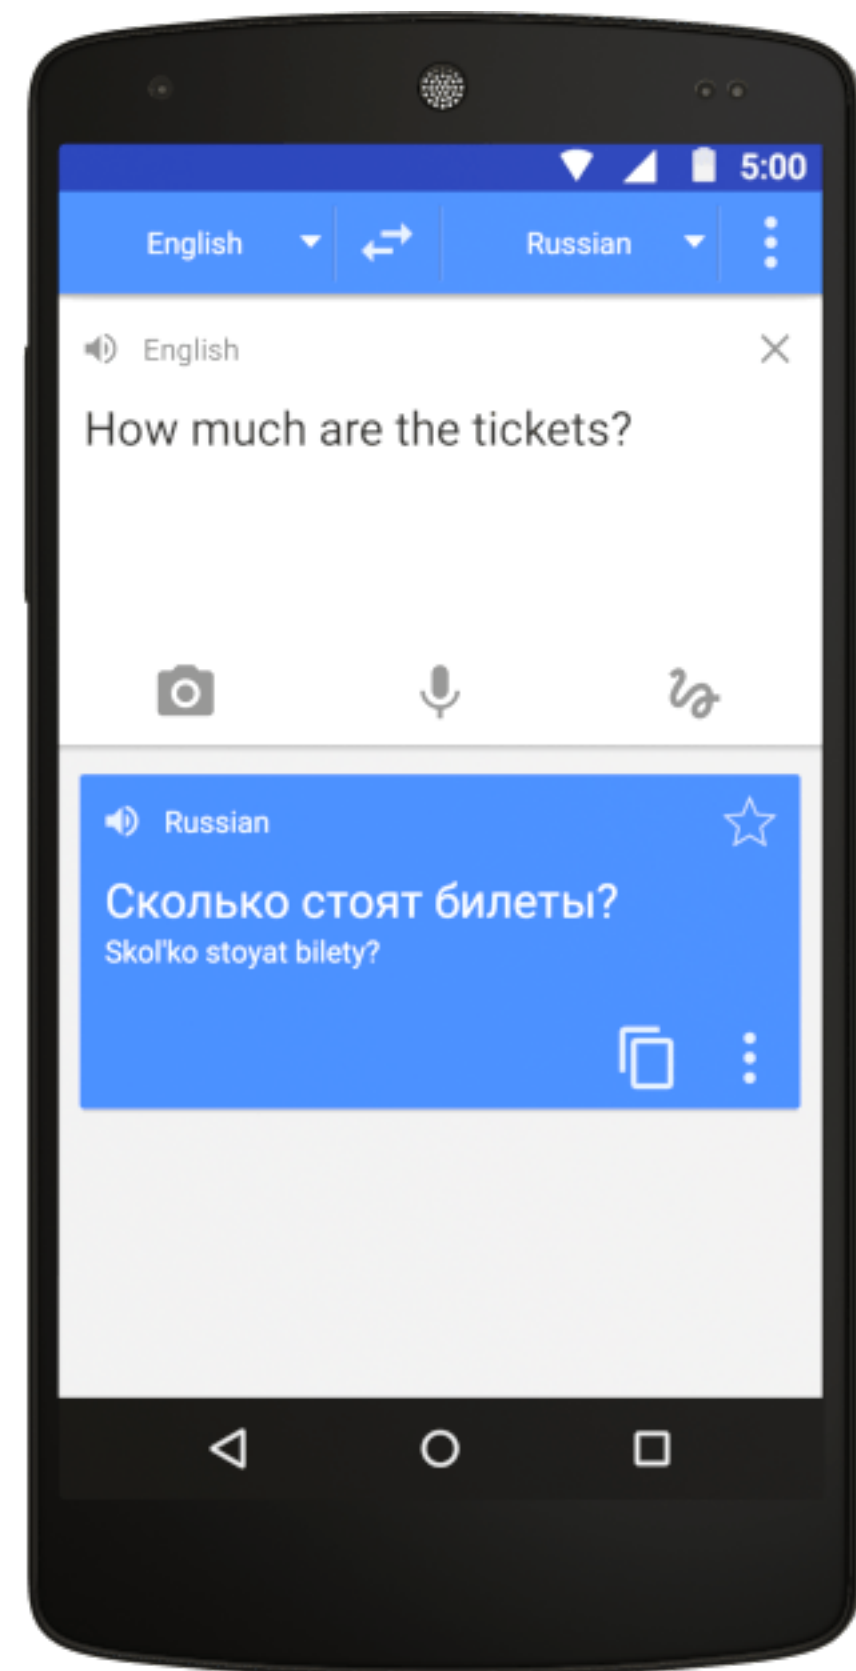 5:00
English Russian
English
How much are the tickets?
Russian
Сколько стоят билеты?
Skol'ko stoyat bilety?